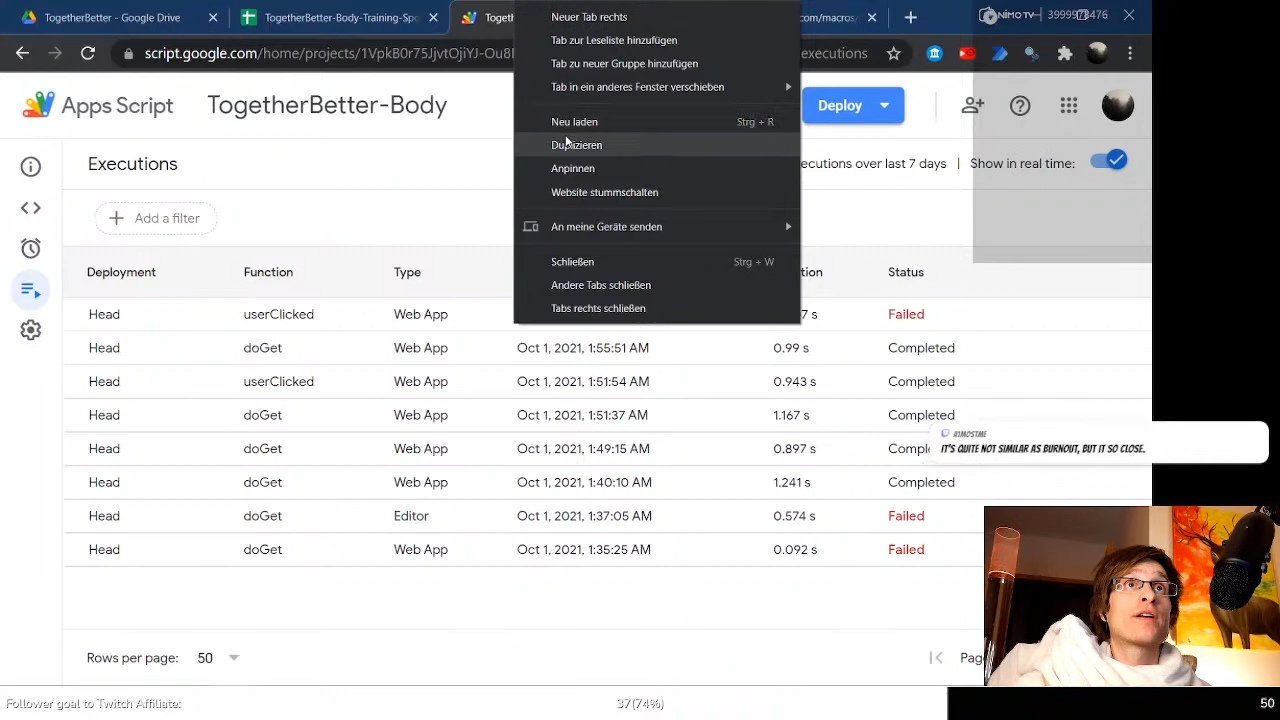 TogetherBetter - Google Drive
TogetherBetter-Body-Training-Spo
Togeth
com/macros/
NIMO TV
3999978476
script.google.com/home/projects/1VpkB0r75JvtOjiYJ-Ou8
executions
Apps Script
TogetherBetter-Body
Deploy
Executions
ecutions over last 7 days
Show in real time:
Add a filter
Neuer Tab rechts
Tab zur Leseliste hinzufügen
Tab zu neuer Gruppe hinzufügen
Tab in ein anderes Fenster verschieben
Neu laden Strg + R
Duplizieren
Anpinnen
Website stummschalten
An meine Geräte senden
Schließen Strg + W
Andere Tabs schließen
Tabs rechts schließen
Deployment Function Type tion Status
Head userClicked Web App 7 s Failed
Head doGet Web App Oct 1, 2021, 1:55:51 AM 0.99 s Completed
Head userClicked Web App Oct 1, 2021, 1:51:54 AM 0.943 s Completed
Head doGet Web App Oct 1, 2021, 1:51:37 AM 1.167 s Completed
A1MOSTME
IT'S QUITE NOT SIMILAR AS BURNOUT, BUT IT SO CLOSE.
Head doGet Web App Oct 1, 2021, 1:49:15 AM 0.897 s Comple
Head doGet Web App Oct 1, 2021, 1:40:10 AM 1.241 s Completed
Head doGet Editor Oct 1, 2021, 1:37:05 AM 0.574 s Failed
Head doGet Web App Oct 1, 2021, 1:35:25 AM 0.092 s Failed
Rows per page: 50
Pag
Follower goal to Twitch Affiliate: 37(74%) 50